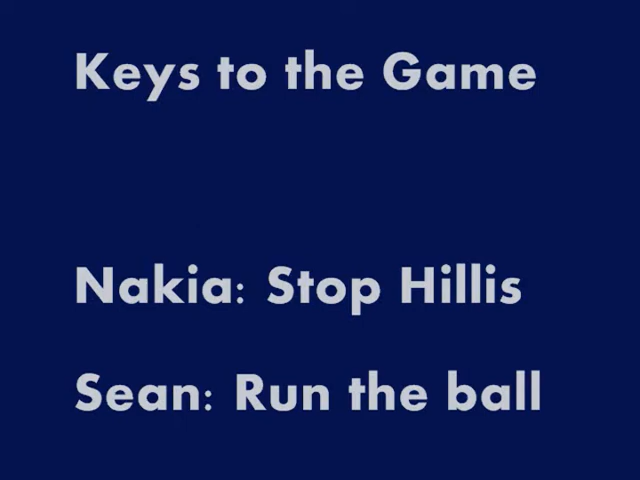 Keys to the Game
Nakia: Stop Hillis
Sean: Run the ball